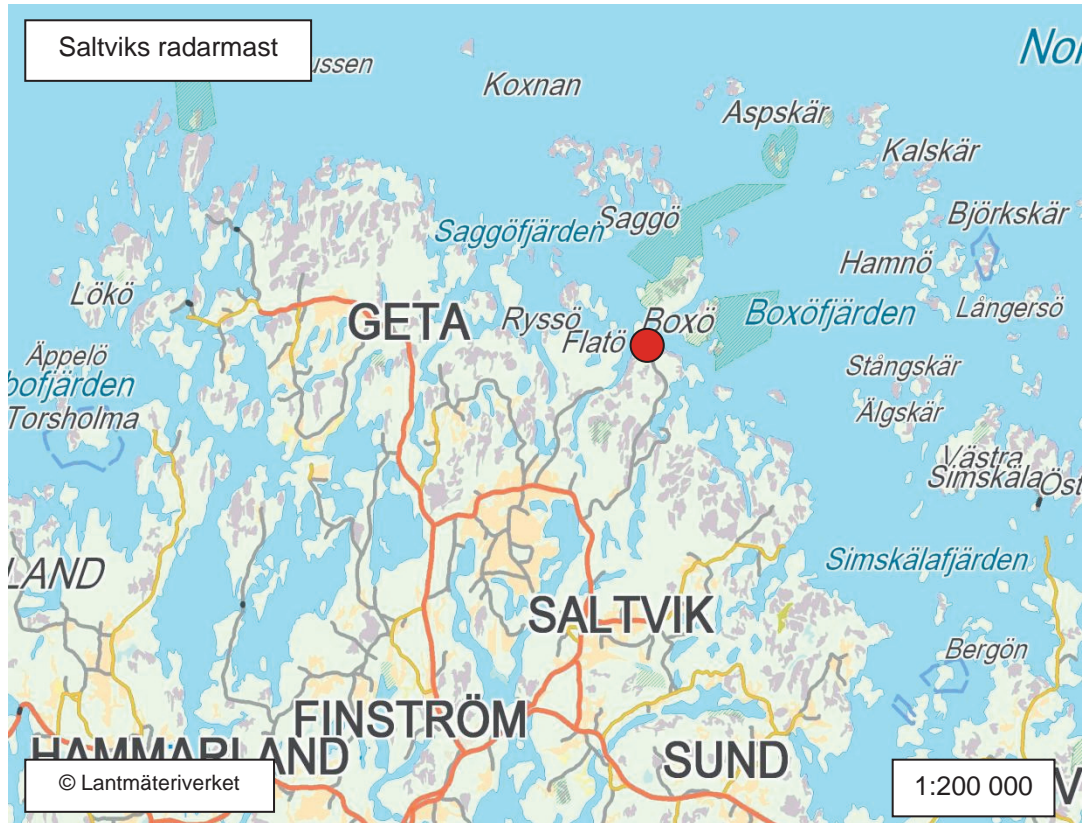 Saltviks radarmast
ussen
Koxnan
Nor
Aspskär
Kalskär
Saggö
Björkskär
Saggöfjärden
Hamnö
Lökö
Långersö
GETA
Ryssö
Boxö
Boxöfjärden
Flatö
Äppelö
Stångskär
bofjärden
Torsholma
Älgskär
Västra
Simskäla
Öst
Simskälafjärden
LAND
SALTVIK
Bergön
FINSTRÖM
HAMMARLAND
SUND
© Lantmäteriverket
1:200 000
V